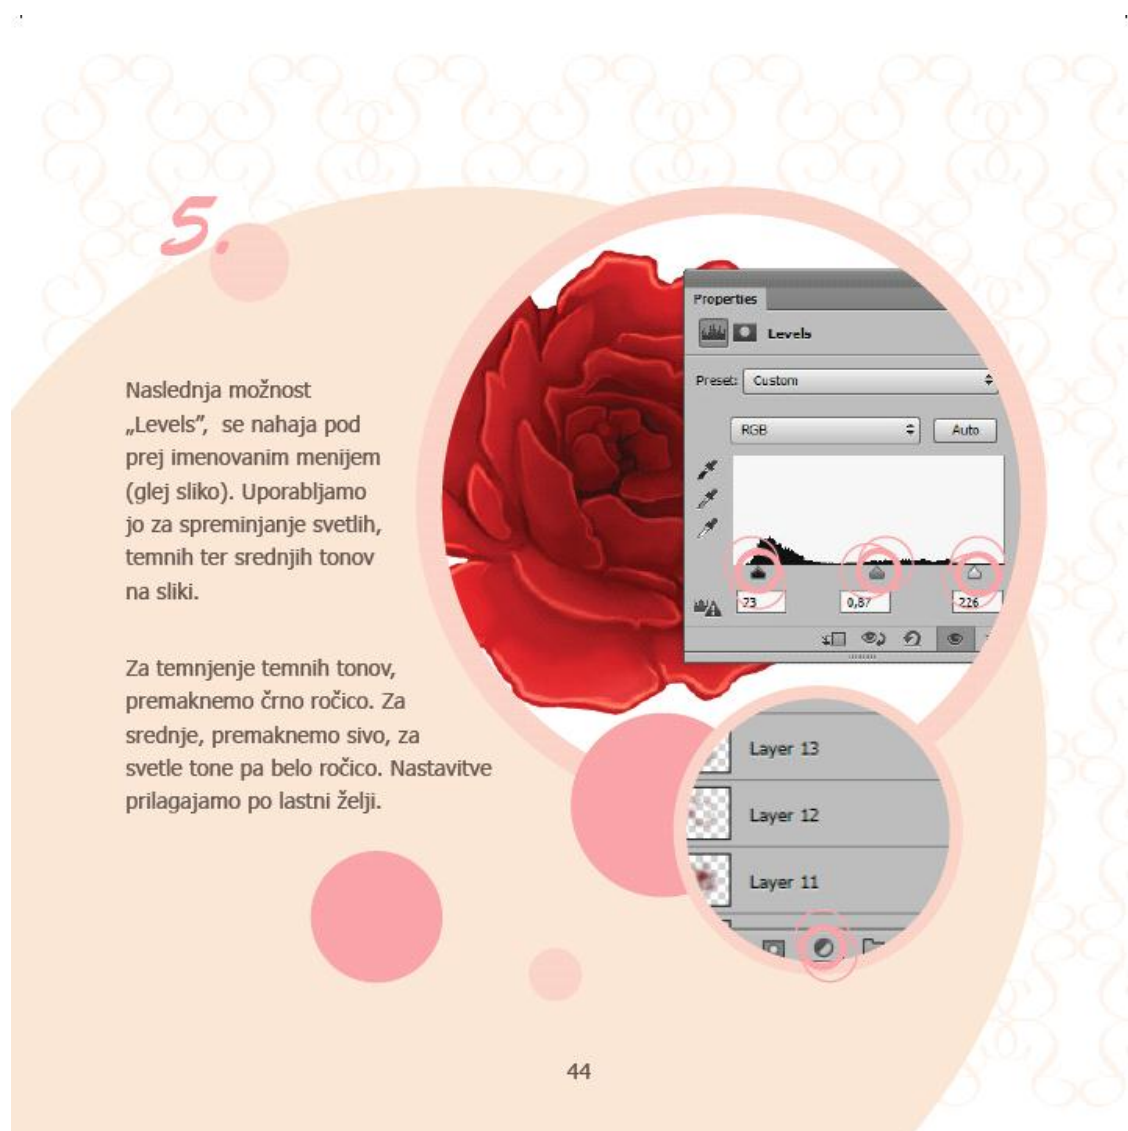 5.
Naslednja možnost
„Levels”, se nahaja pod
prej imenovanim menijem
(glej sliko). Uporabljamo
jo za spreminjanje svetlih,
temnih ter srednjih tonov
na sliki.
Za temnjenje temnih tonov,
premaknemo črno ročico. Za
srednje, premaknemo sivo, za
svetle tone pa belo ročico. Nastavitve
prilagajamo po lastni želji.
Properties
Levels
Preset: Custom
RGB Auto
73 0,87 226
Layer 13
Layer 12
Layer 11
44